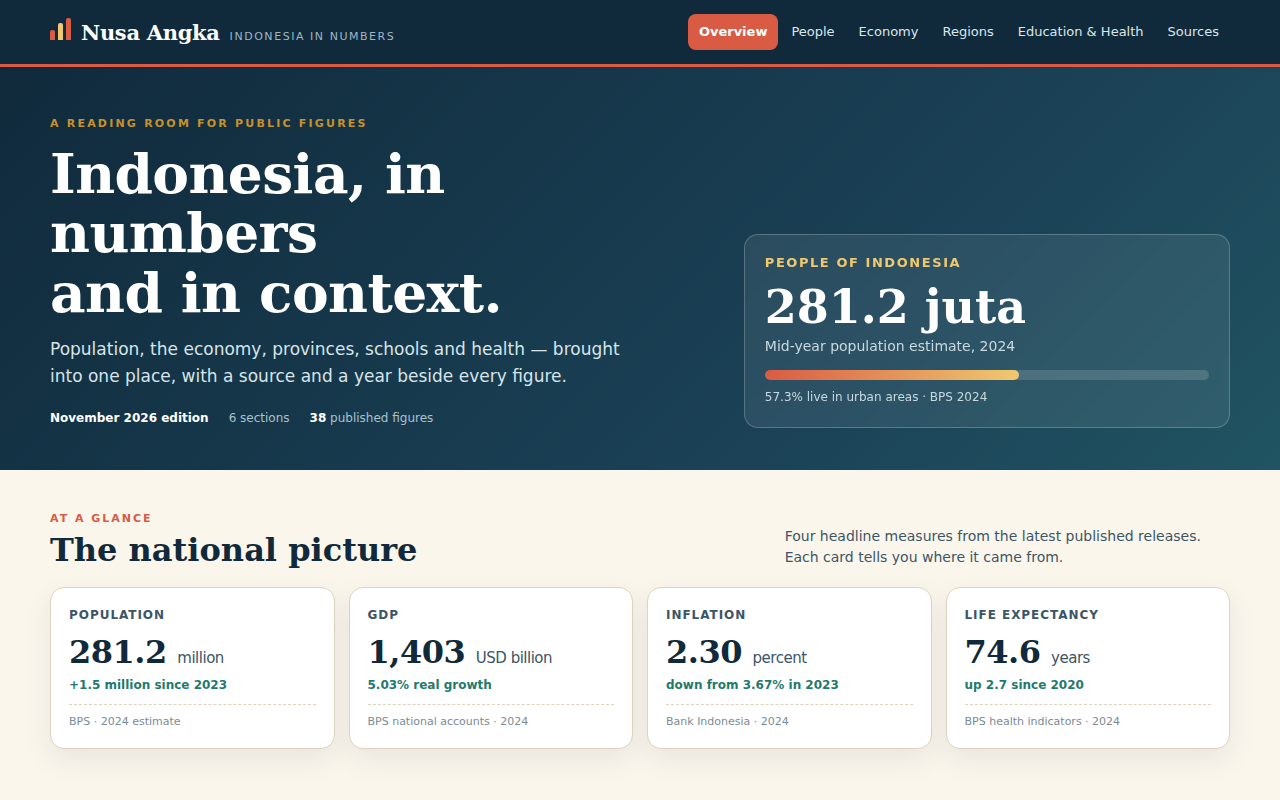 Nusa Angka INDONESIA IN NUMBERS
Overview People Economy Regions Education & Health Sources
A READING ROOM FOR PUBLIC FIGURES
Indonesia, in
numbers
and in context.
Population, the economy, provinces, schools and health — brought
into one place, with a source and a year beside every figure.
November 2026 edition 6 sections 38 published figures
PEOPLE OF INDONESIA
281.2 juta
Mid-year population estimate, 2024
57.3% live in urban areas · BPS 2024
AT A GLANCE
The national picture
Four headline measures from the latest published releases.
Each card tells you where it came from.
POPULATION
281.2 million
+1.5 million since 2023
BPS · 2024 estimate
GDP
1,403 USD billion
5.03% real growth
BPS national accounts · 2024
INFLATION
2.30 percent
down from 3.67% in 2023
Bank Indonesia · 2024
LIFE EXPECTANCY
74.6 years
up 2.7 since 2020
BPS health indicators · 2024